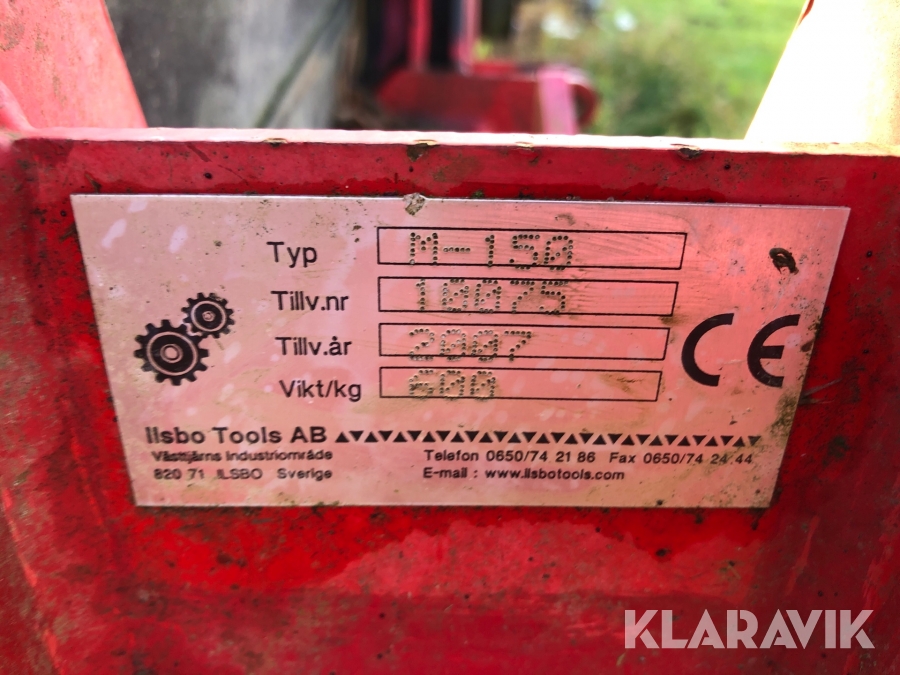 Typ M-150
Tillv.nr 10075
Tillv.år 2007
Vikt/kg 600
CE
Ilsbo Tools AB
Västtjärns Industriområde
820 71 ILSBO Sverige
Telefon 0650/74 21 86 Fax 0650/74 24 44
E-mail : www.ilsbotools.com
KLARAVIK